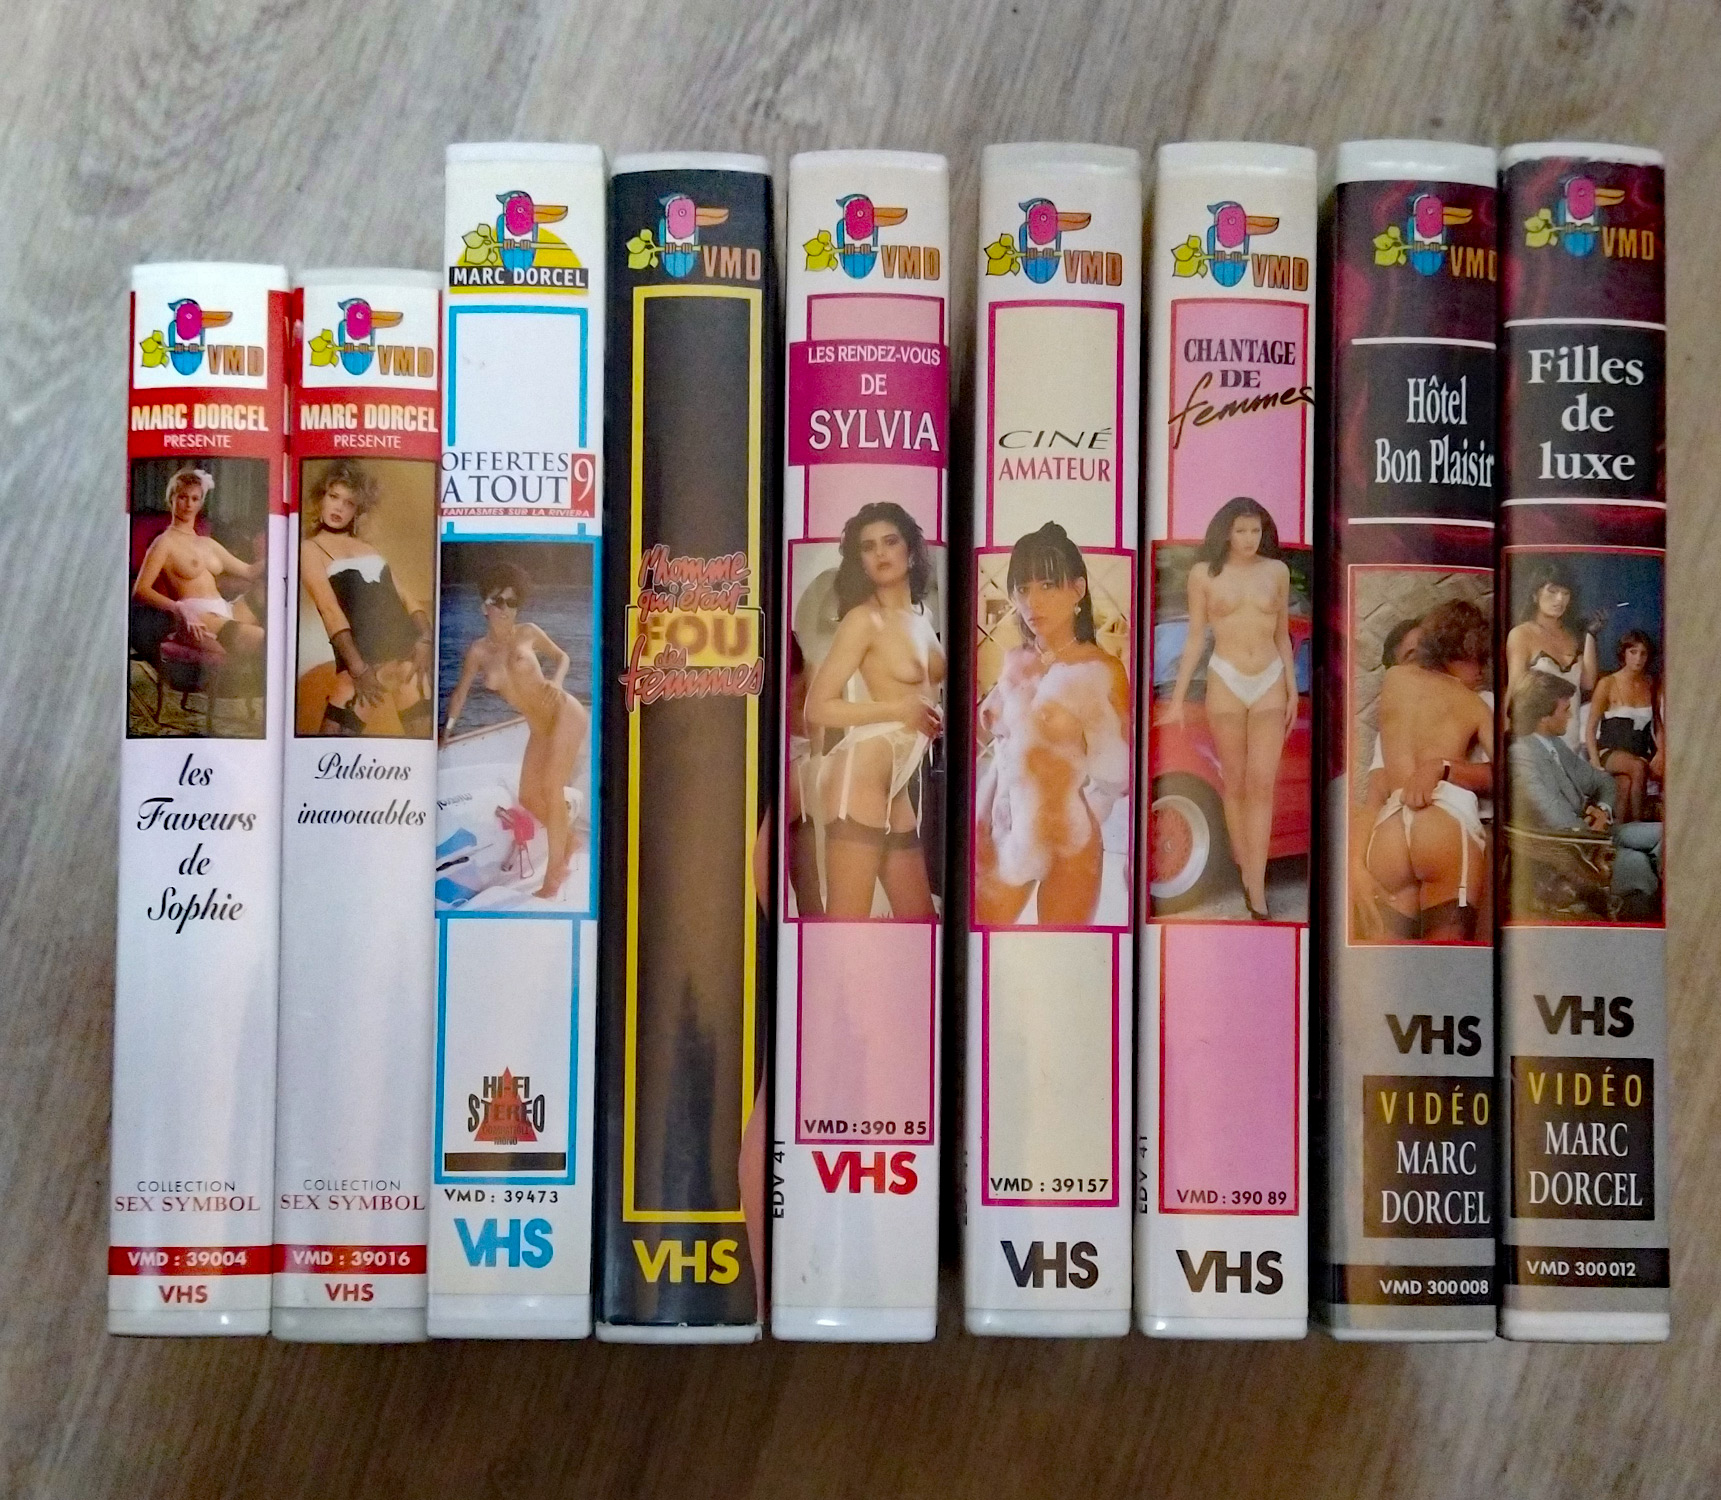 VMD
MARC DORCEL
PRESENTE
les
Faveurs
de
Sophie
COLLECTION
SEX SYMBOL
VMD : 39004
VHS
VMD
MARC DORCEL
PRESENTE
Pulsions
inavouables
COLLECTION
SEX SYMBOL
VMD : 39016
VHS
MARC DORCEL
OFFERTES
A TOUT 9
FANTASMES SUR LA RIVIERA
HI-FI
STEREO
MONO
VMD : 39473
VHS
VMD
l'homme
qui était
FOU
des
femmes
VHS
VMD
LES RENDEZ-VOUS
DE
SYLVIA
VMD : 390 85
EDV 41
VHS
VMD
CINÉ
AMATEUR
VMD : 39157
VHS
VMD
CHANTAGE
DE
femmes
VMD : 390 89
EDV 41
VHS
VMD
Hôtel
Bon Plaisir
VHS
VIDÉO
MARC
DORCEL
VMD 300 008
VMD
Filles
de
luxe
VHS
VIDÉO
MARC
DORCEL
VMD 300 012